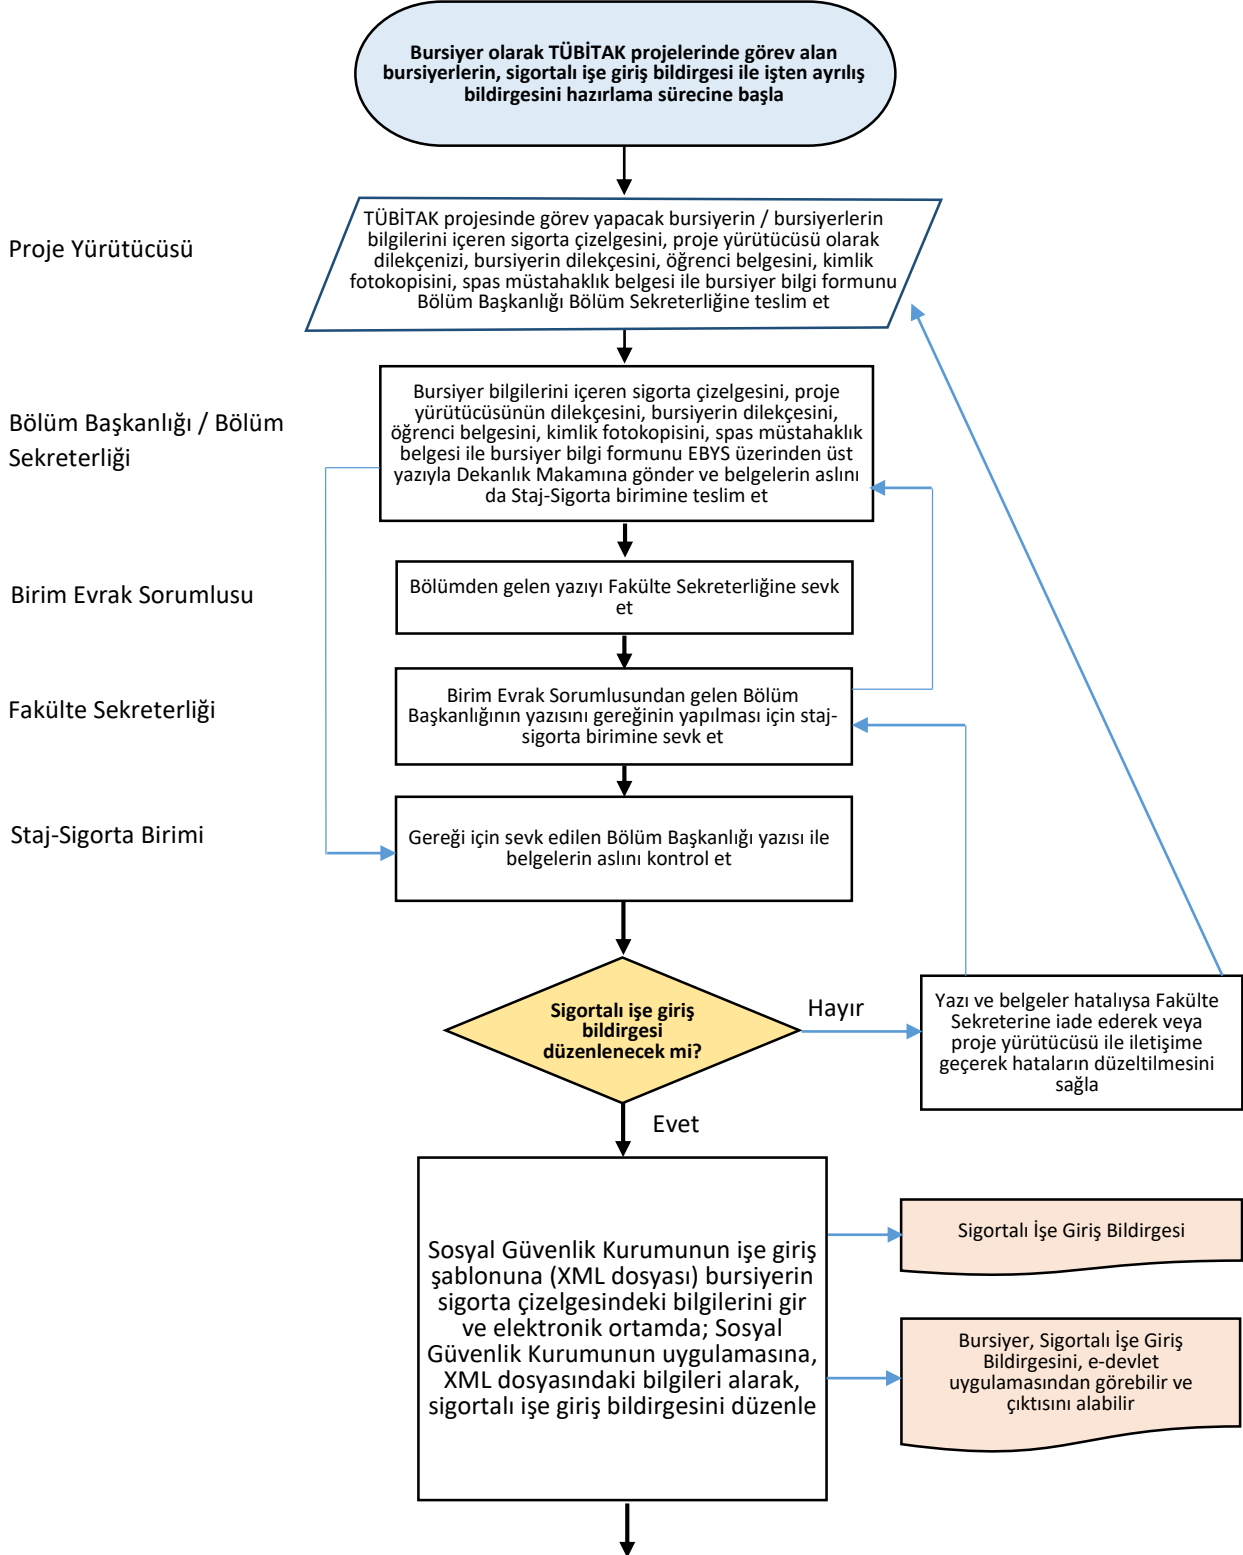 Bursiyer olarak TÜBİTAK projelerinde görev alan
bursiyerlerin, sigortalı işe giriş bildirgesi ile işten ayrılış
bildirgesini hazırlama sürecine başla
Proje Yürütücüsü
TÜBİTAK projesinde görev yapacak bursiyerin / bursiyerlerin
bilgilerini içeren sigorta çizelgesini, proje yürütücüsü olarak
dilekçenizi, bursiyerin dilekçesini, öğrenci belgesini, kimlik
fotokopisini, spas müstahaklık belgesi ile bursiyer bilgi formunu
Bölüm Başkanlığı Bölüm Sekreterliğine teslim et
Bölüm Başkanlığı / Bölüm
Sekreterliği
Bursiyer bilgilerini içeren sigorta çizelgesini, proje
yürütücüsünün dilekçesini, bursiyerin dilekçesini,
öğrenci belgesini, kimlik fotokopisini, spas müstahaklık
belgesi ile bursiyer bilgi formunu EBYS üzerinden üst
yazıyla Dekanlık Makamına gönder ve belgelerin aslını
da Staj-Sigorta birimine teslim et
Birim Evrak Sorumlusu
Bölümden gelen yazıyı Fakülte Sekreterliğine sevk
et
Fakülte Sekreterliği
Birim Evrak Sorumlusundan gelen Bölüm
Başkanlığının yazısını gereğinin yapılması için staj-
sigorta birimine sevk et
Staj-Sigorta Birimi
Gereği için sevk edilen Bölüm Başkanlığı yazısı ile
belgelerin aslını kontrol et
Sigortalı işe giriş
bildirgesi
düzenlenecek mi?
Hayır
Yazı ve belgeler hatalıysa Fakülte
Sekreterine iade ederek veya
proje yürütücüsü ile iletişime
geçerek hataların düzeltilmesini
sağla
Evet
Sosyal Güvenlik Kurumunun işe giriş
şablonuna (XML dosyası) bursiyerin
sigorta çizelgesindeki bilgilerini gir
ve elektronik ortamda; Sosyal
Güvenlik Kurumunun uygulamasına,
XML dosyasındaki bilgileri alarak,
sigortalı işe giriş bildirgesini düzenle
Sigortalı İşe Giriş Bildirgesi
Bursiyer, Sigortalı İşe Giriş
Bildirgesini, e-devlet
uygulamasından görebilir ve
çıktısını alabilir